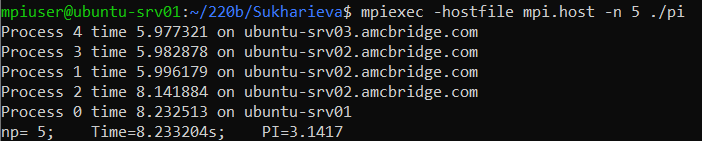 mpiuser@ubuntu-srv01:~/220b/Sukharieva$ mpiexec -hostfile mpi.host -n 5 ./pi
Process 4 time 5.977321 on ubuntu-srv03.amcbridge.com
Process 3 time 5.982878 on ubuntu-srv02.amcbridge.com
Process 1 time 5.996179 on ubuntu-srv02.amcbridge.com
Process 2 time 8.141884 on ubuntu-srv02.amcbridge.com
Process 0 time 8.232513 on ubuntu-srv01
np= 5;    Time=8.233204s;    PI=3.1417